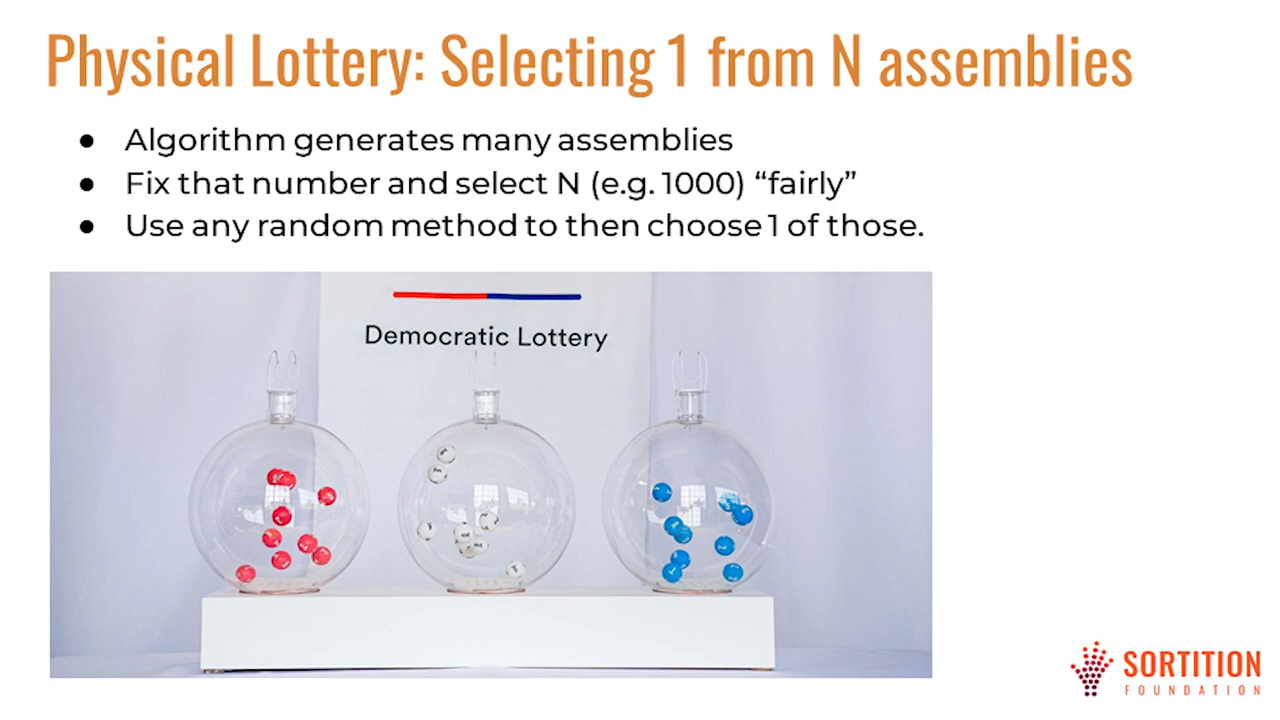 Physical Lottery: Selecting 1 from N assemblies
● Algorithm generates many assemblies
● Fix that number and select N (e.g. 1000) “fairly”
● Use any random method to then choose 1 of those.
Democratic Lottery
SORTITION
FOUNDATION